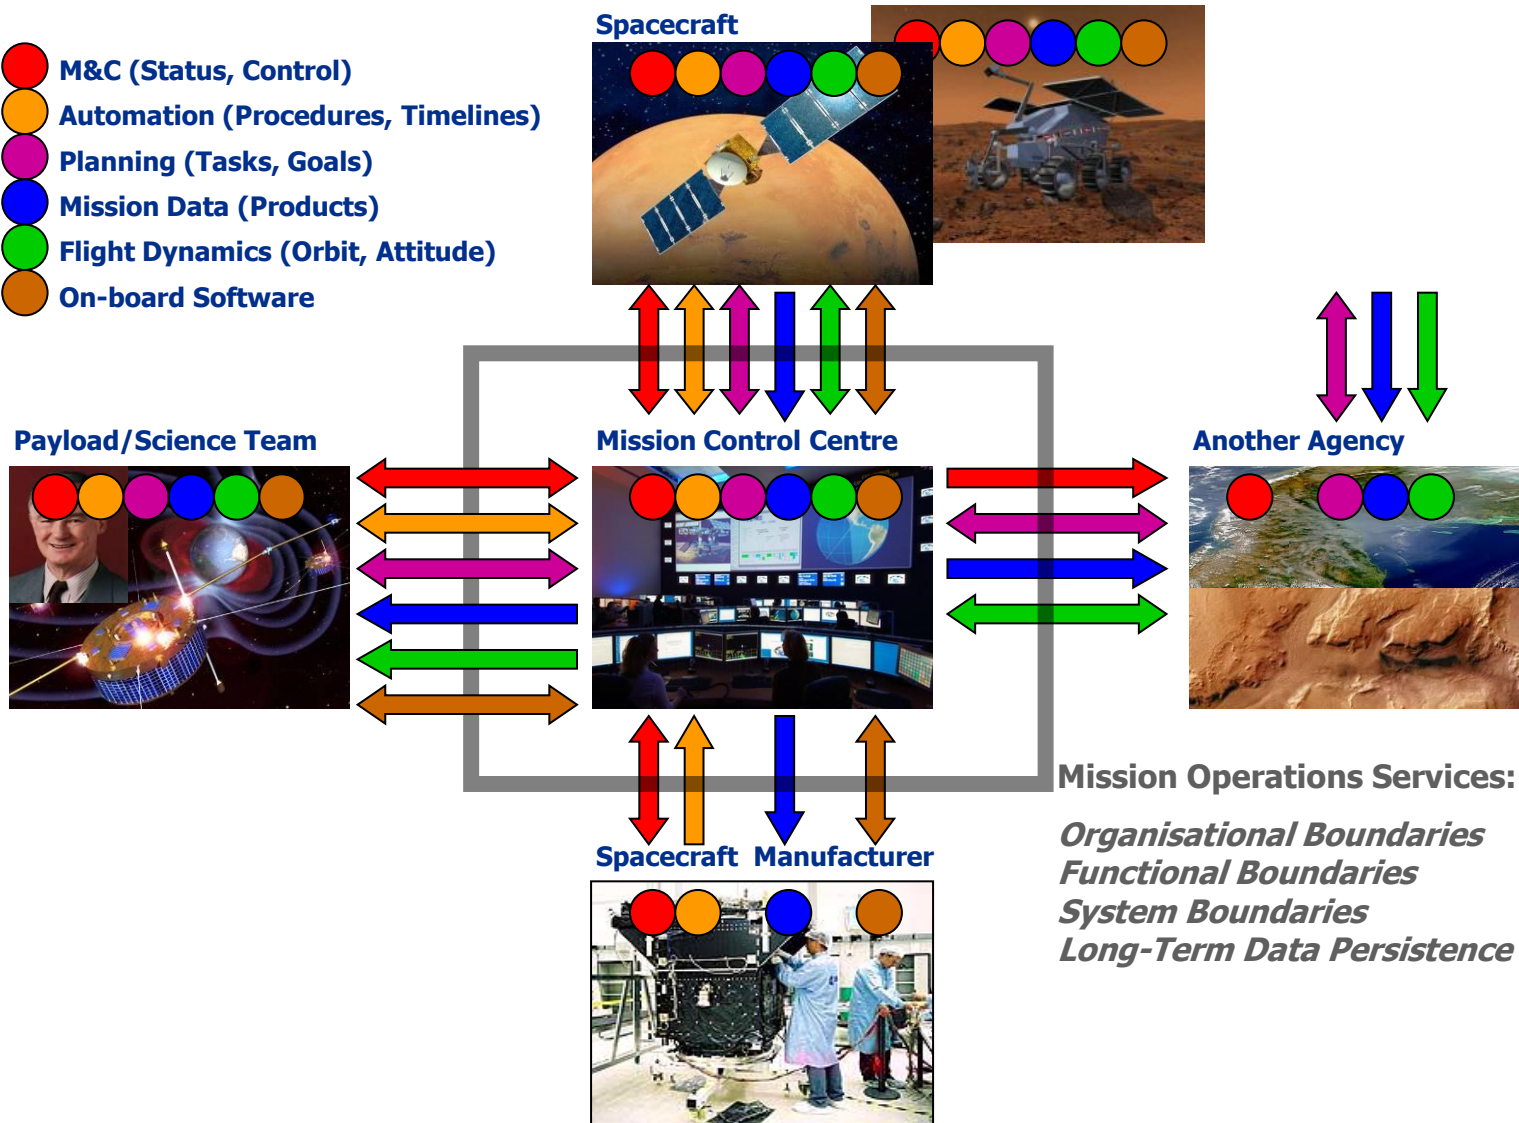 Spacecraft
M&C (Status, Control)
Automation (Procedures, Timelines)
Planning (Tasks, Goals)
Mission Data (Products)
Flight Dynamics (Orbit, Attitude)
On-board Software
Payload/Science Team
Mission Control Centre
Another Agency
Mission Operations Services:
Organisational Boundaries
Functional Boundaries
System Boundaries
Long-Term Data Persistence
Spacecraft Manufacturer